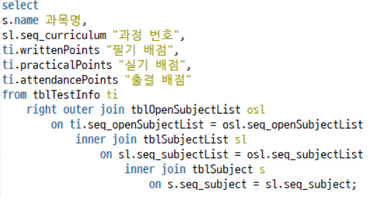 select
s.name 과목명,
sl.seq_curriculum "과정 번호",
ti.writtenPoints "필기 배점",
ti.practicalPoints "실기 배점",
ti.attendancePoints "출결 배점"
from tblTestInfo ti
right outer join tblOpenSubjectList osl
on ti.seq_openSubjectList = osl.seq_openSubjectList
inner join tblSubjectList sl
on sl.seq_subjectList = osl.seq_subjectList
inner join tblSubject s
on s.seq_subject = sl.seq_subject;